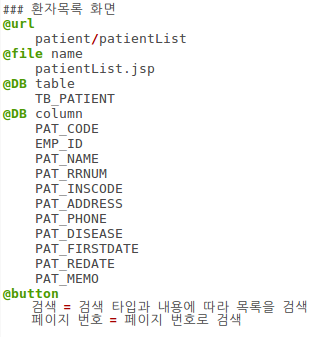 ### 환자목록 화면
@url
patient/patientList
@file name
patientList.jsp
@DB table
TB_PATIENT
@DB column
PAT_CODE
EMP_ID
PAT_NAME
PAT_RRNUM
PAT_INSCODE
PAT_ADDRESS
PAT_PHONE
PAT_DISEASE
PAT_FIRSTDATE
PAT_REDATE
PAT_MEMO
@button
검색 = 검색 타입과 내용에 따라 목록을 검색
페이지 번호 = 페이지 번호로 검색